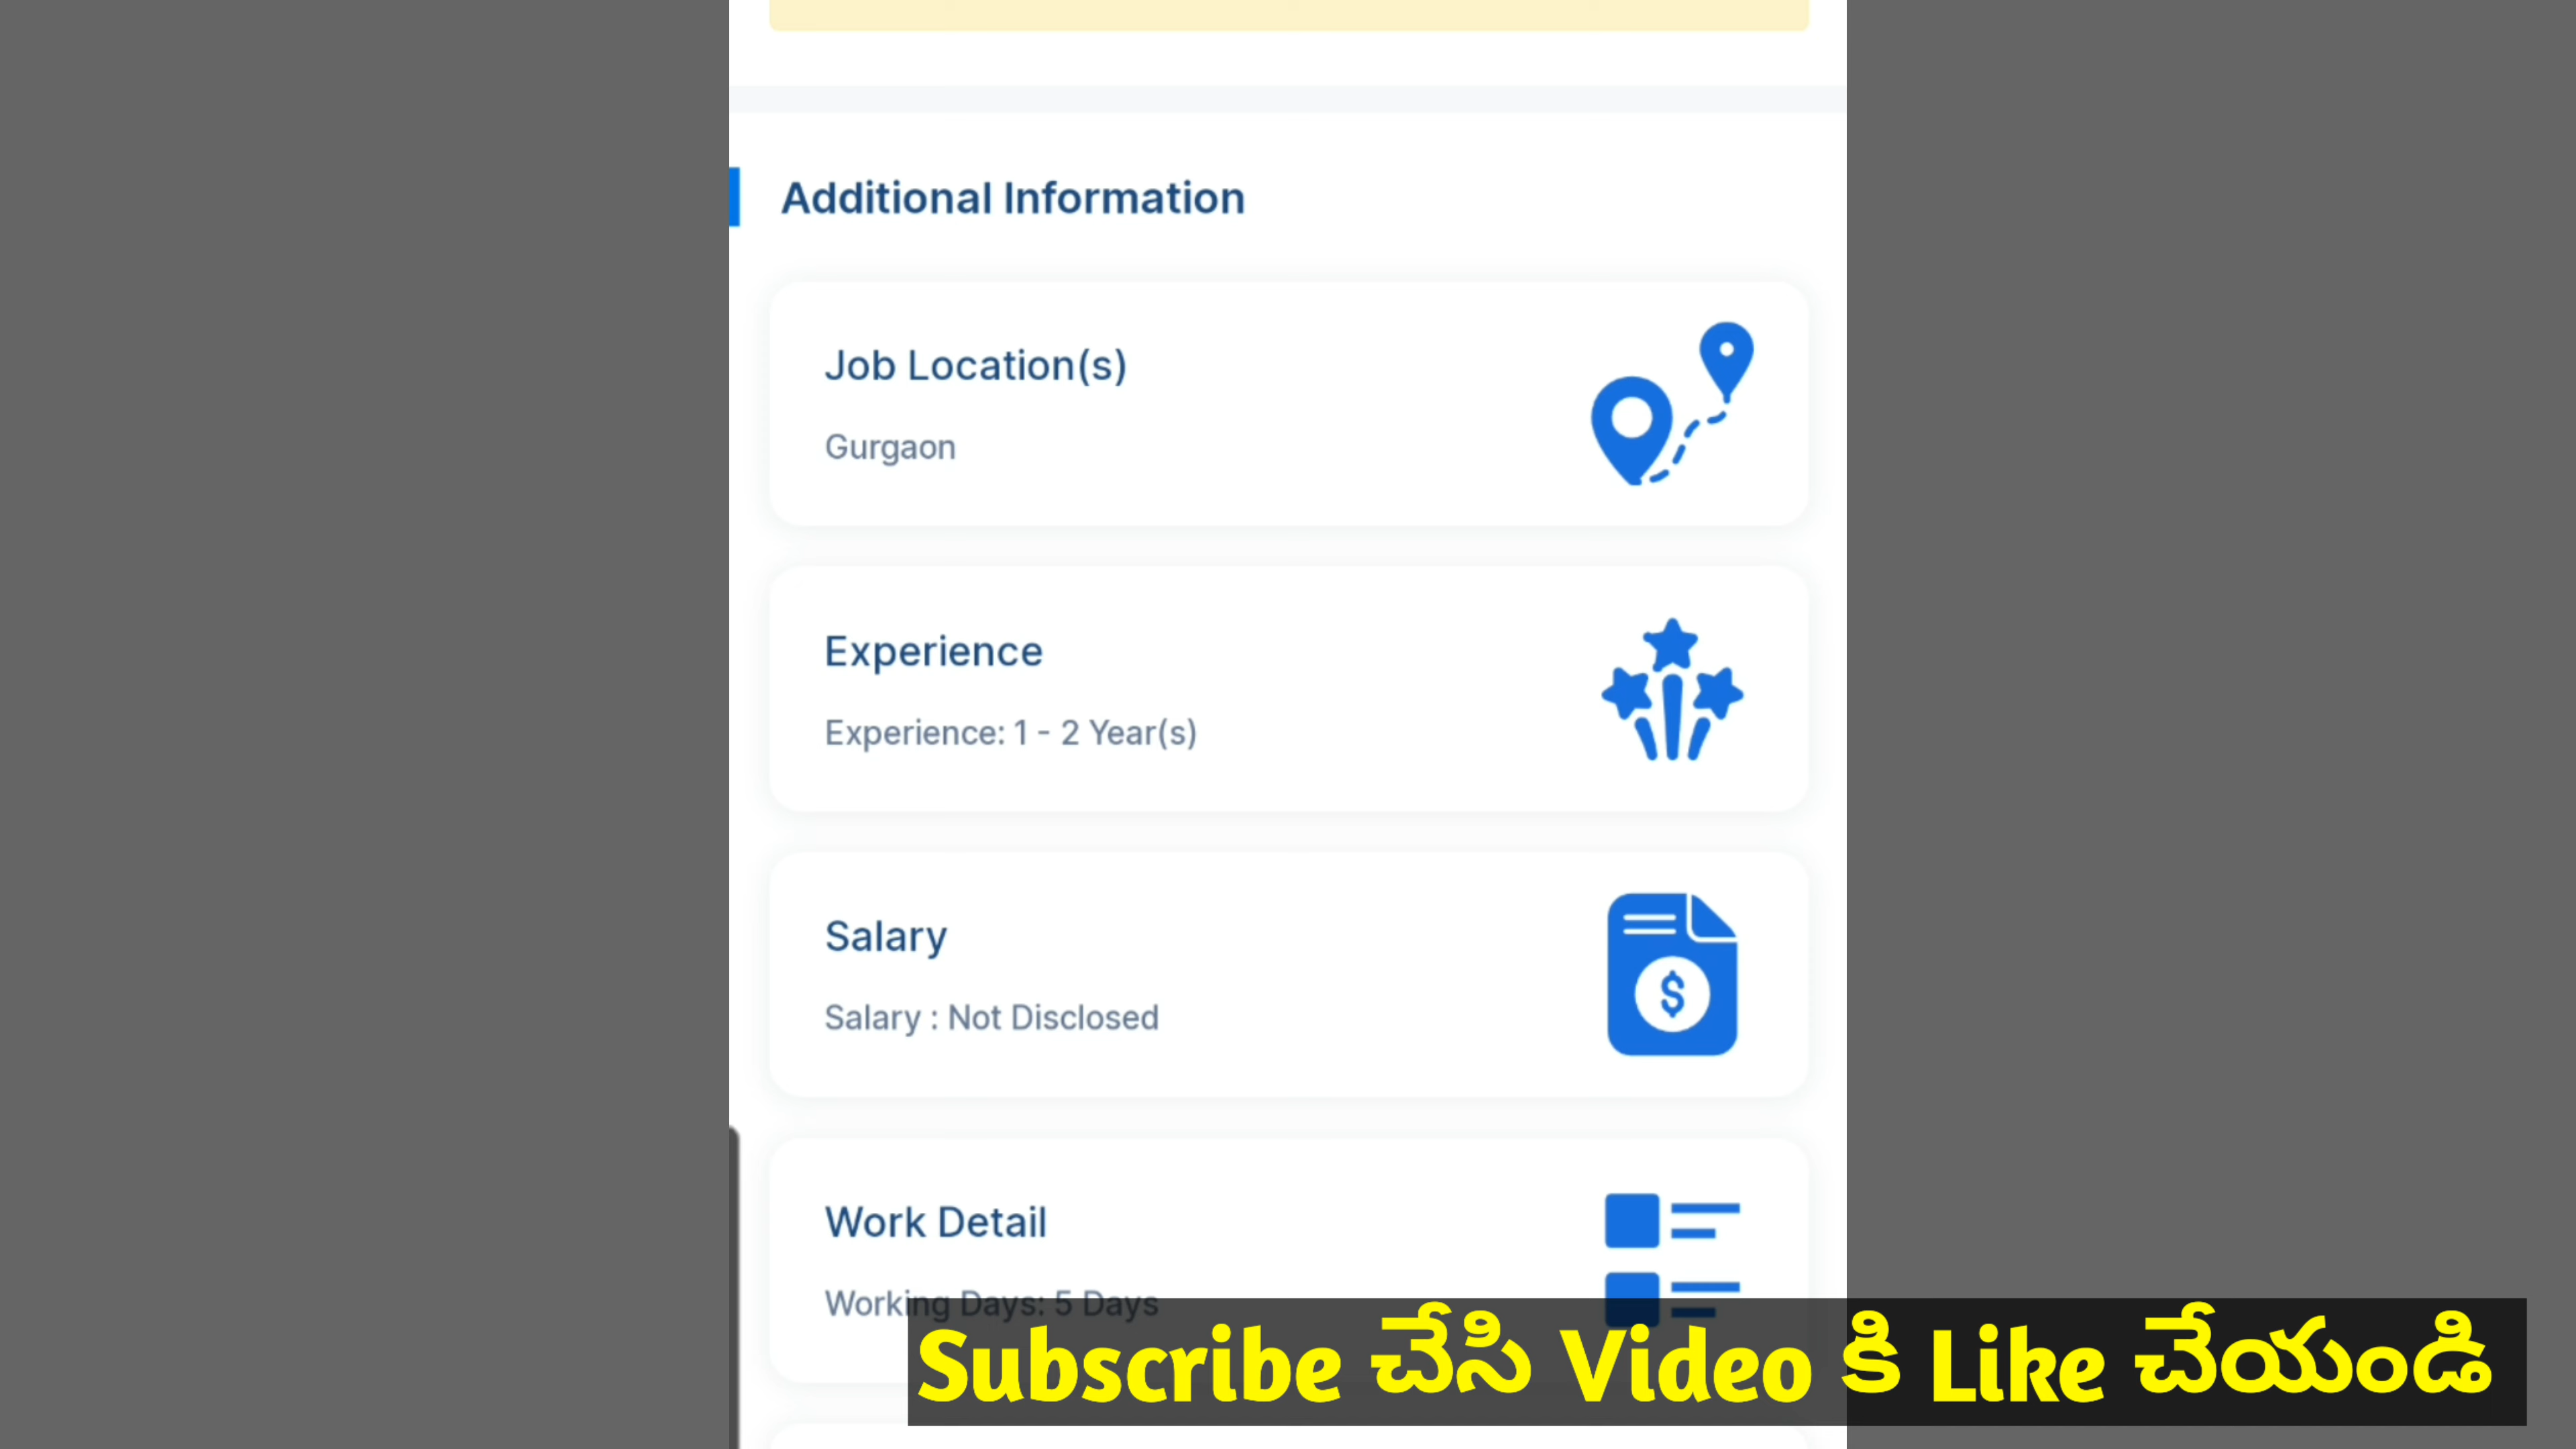 Additional Information
Job Location(s)
Gurgaon
Experience
Experience: 1 - 2 Year(s)
Salary
Salary : Not Disclosed
Work Detail
Working Days: 5 Days
Subscribe చేసి Video కి Like చేయండి